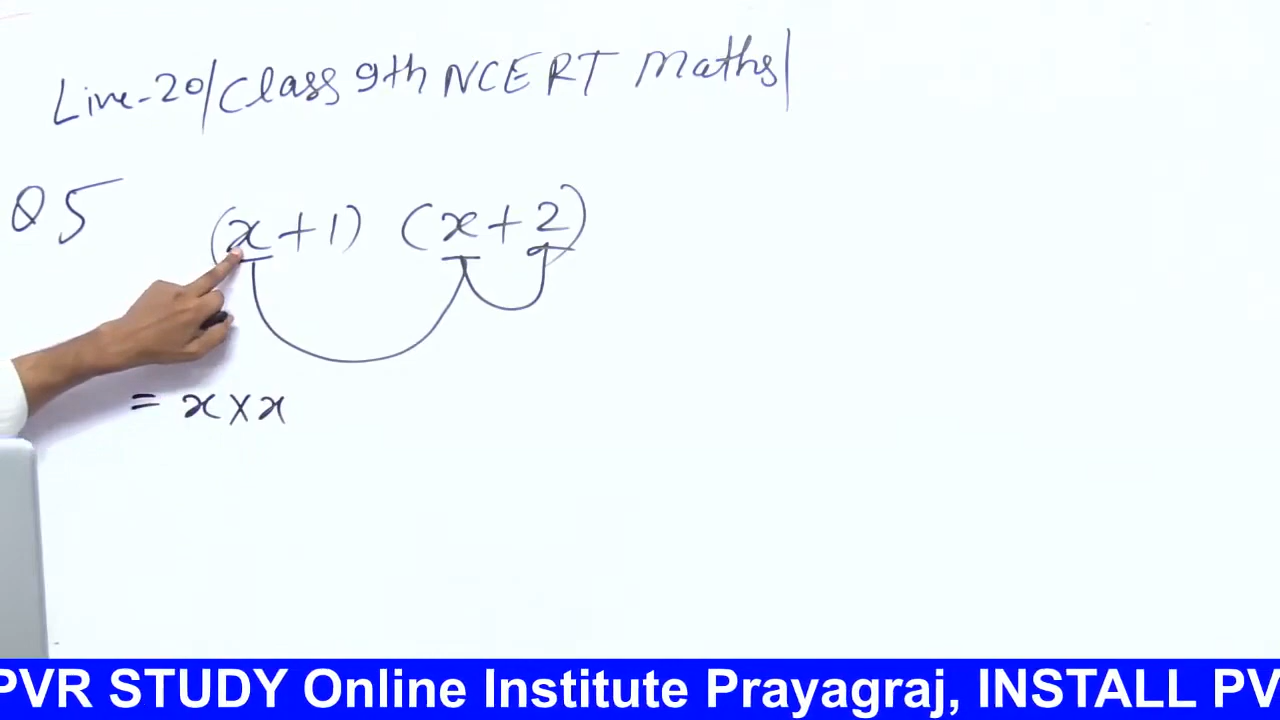 Live-20/Class 9th NCERT Maths/
Q5 (x+1) (x+2)
= x×x
PVR STUDY Online Institute Prayagraj, INSTALL PV